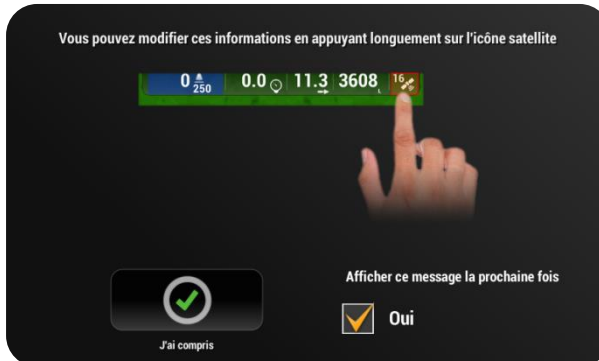 Vous pouvez modifier ces informations en appuyant longuement sur l'icône satellite
0 250 0.0 11.3 3608 L 16
Afficher ce message la prochaine fois
Oui
J'ai compris